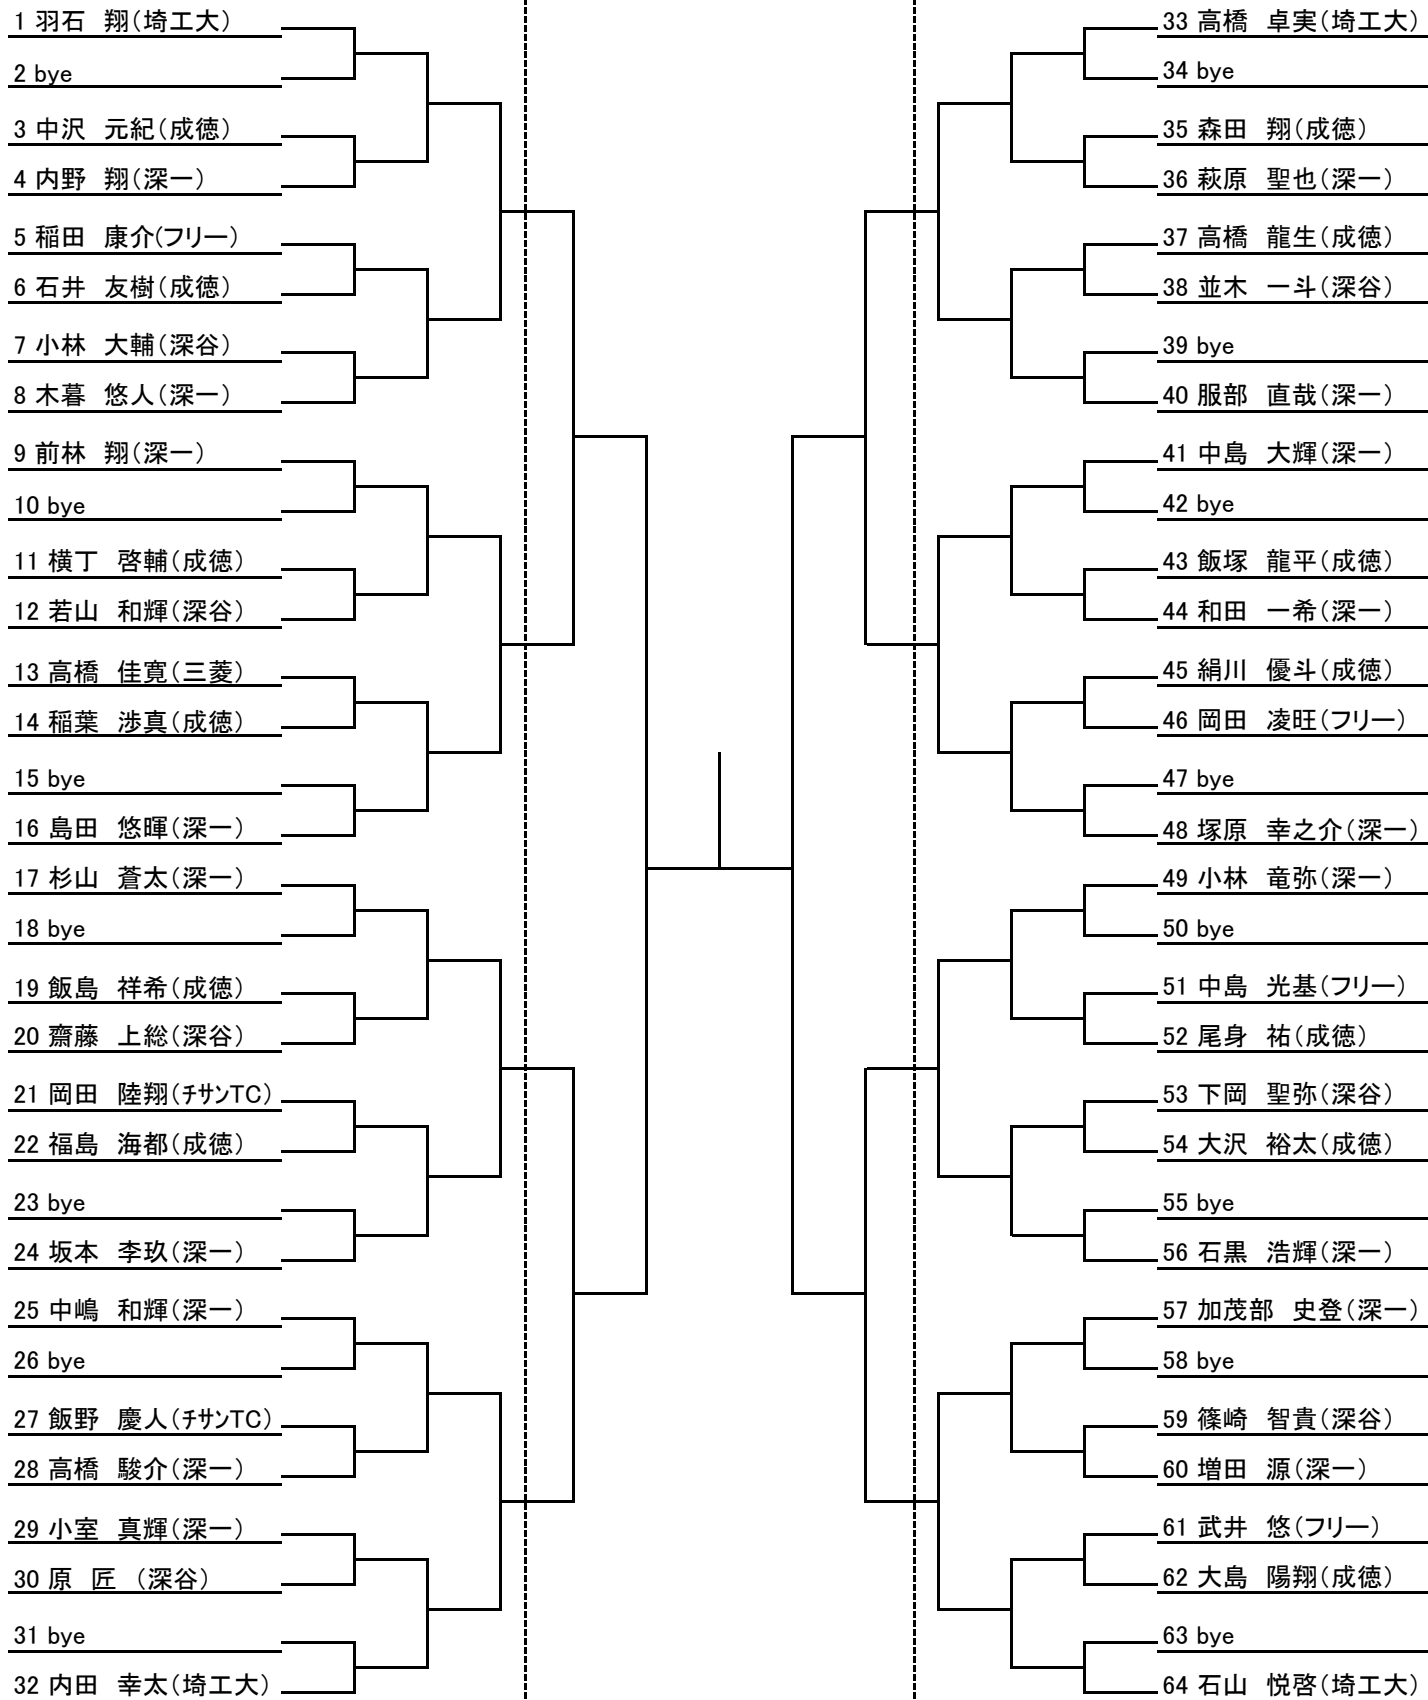 1 羽石　翔（埼工大）
2 bye
3 中沢　元紀（成徳）
4 内野　翔（深一）
5 稲田　康介(フリー）
6 石井　友樹（成徳）
7 小林　大輔（深谷）
8 木暮　悠人（深一）
9 前林　翔（深一）
10 bye
11 横丁　啓輔（成徳）
12 若山　和輝（深谷）
13 高橋　佳寛（三菱）
14 稲葉　渉真（成徳）
15 bye
16 島田　悠暉（深一）
17 杉山　蒼太（深一）
18 bye
19 飯島　祥希（成徳）
20 齋藤　上総（深谷）
21 岡田　陸翔（ﾁｻﾝTC）
22 福島　海都（成徳）
23 bye
24 坂本　李玖（深一）
25 中嶋　和輝（深一）
26 bye
27 飯野　慶人（ﾁｻﾝTC）
28 高橋　駿介（深一）
29 小室　真輝（深一）
30 原　匠　（深谷）
31 bye
32 内田　幸太（埼工大）
33 高橋　卓実（埼工大）
34 bye
35 森田　翔（成徳）
36 萩原　聖也（深一）
37 高橋　龍生（成徳）
38 並木　一斗（深谷）
39 bye
40 服部　直哉（深一）
41 中島　大輝（深一）
42 bye
43 飯塚　龍平（成徳）
44 和田　一希（深一）
45 絹川　優斗（成徳）
46 岡田　凌旺（フリー）
47 bye
48 塚原　幸之介（深一）
49 小林　竜弥（深一）
50 bye
51 中島　光基（フリー）
52 尾身　祐（成徳）
53 下岡　聖弥（深谷）
54 大沢　裕太（成徳）
55 bye
56 石黒　浩輝（深一）
57 加茂部　史登（深一）
58 bye
59 篠崎　智貴（深谷）
60 増田　源（深一）
61 武井　悠（フリー）
62 大島　陽翔（成徳）
63 bye
64 石山　悦啓（埼工大）